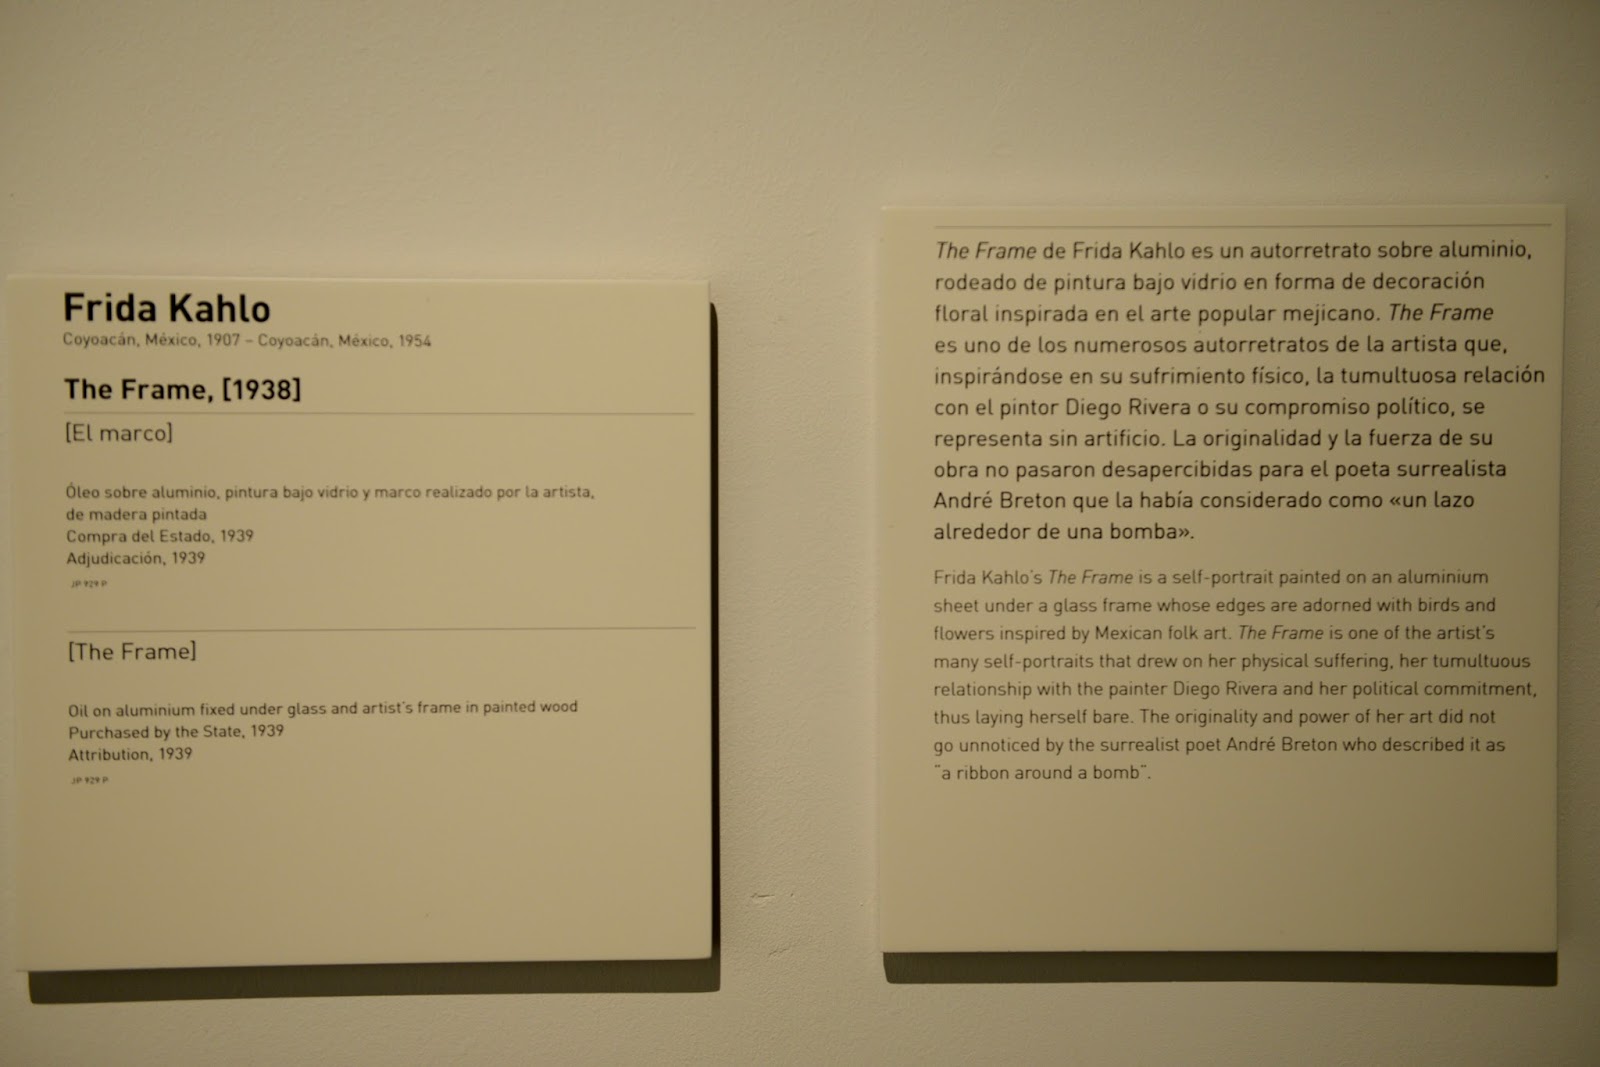 Frida Kahlo
Coyoacán, México, 1907 – Coyoacán, México, 1954
The Frame, [1938]
[El marco]
Óleo sobre aluminio, pintura bajo vidrio y marco realizado por la artista,
de madera pintada
Compra del Estado, 1939
Adjudicación, 1939
JP 929 P
[The Frame]
Oil on aluminium fixed under glass and artist's frame in painted wood
Purchased by the State, 1939
Attribution, 1939
JP 929 P
The Frame de Frida Kahlo es un autorretrato sobre aluminio,
rodeado de pintura bajo vidrio en forma de decoración
floral inspirada en el arte popular mejicano. The Frame
es uno de los numerosos autorretratos de la artista que,
inspirándose en su sufrimiento físico, la tumultuosa relación
con el pintor Diego Rivera o su compromiso político, se
representa sin artificio. La originalidad y la fuerza de su
obra no pasaron desapercibidas para el poeta surrealista
André Breton que la había considerado como «un lazo
alrededor de una bomba».
Frida Kahlo's The Frame is a self-portrait painted on an aluminium
sheet under a glass frame whose edges are adorned with birds and
flowers inspired by Mexican folk art. The Frame is one of the artist's
many self-portraits that drew on her physical suffering, her tumultuous
relationship with the painter Diego Rivera and her political commitment,
thus laying herself bare. The originality and power of her art did not
go unnoticed by the surrealist poet André Breton who described it as
"a ribbon around a bomb".